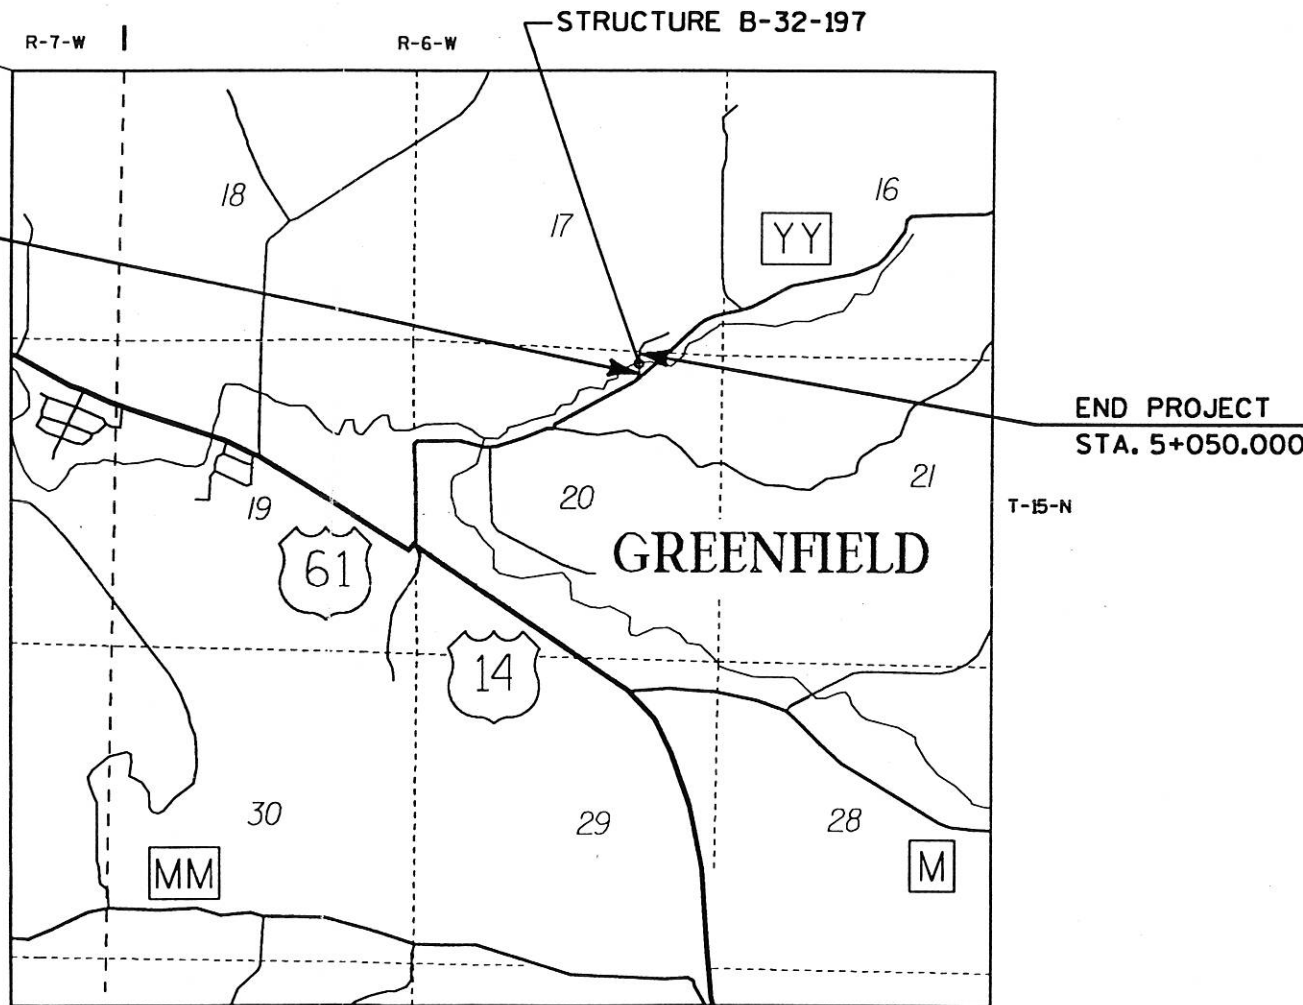 STRUCTURE B-32-197
R-7-W
R-6-W
18
17
16
YY
END PROJECT
STA. 5+050.000
19
20
21
T-15-N
61
GREENFIELD
14
30
29
28
MM
M